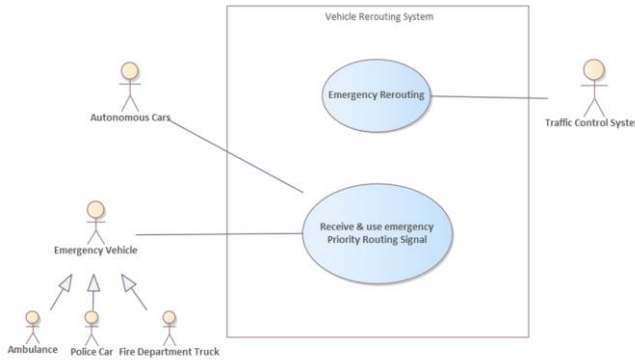 Vehicle Rerouting System
Emergency Rerouting
Autonomous Cars
Traffic Control Syste
Receive & use emergency
Priority Routing Signal
Emergency Vehicle
Ambulance
Police Car
Fire Department Truck